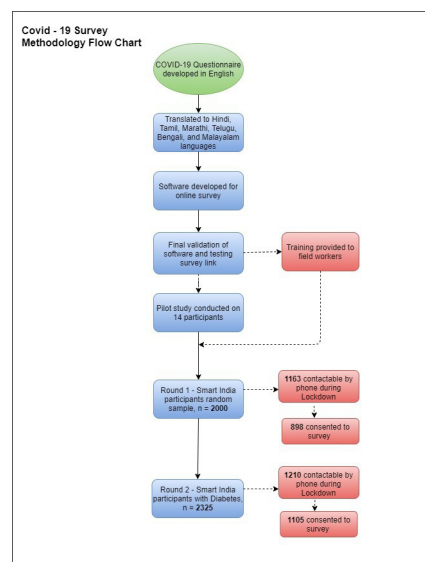 Covid - 19 Survey
Methodology Flow Chart
COVID-19 Questionnaire
developed in English
Translated to Hindi,
Tamil, Marathi, Telugu,
Bengali, and Malayalam
languages
Software developed for
online survey
Final validation of
software and testing
survey link
Training provided to
field workers
Pilot study conducted on
14 participants
Round 1 - Smart India
participants random
sample, n = 2000
1163 contactable by
phone during
Lockdown
898 consented to
survey
Round 2 - Smart India
participants with Diabetes,
n = 2325
1210 contactable by
phone during Lockdown
1105 consented to
survey